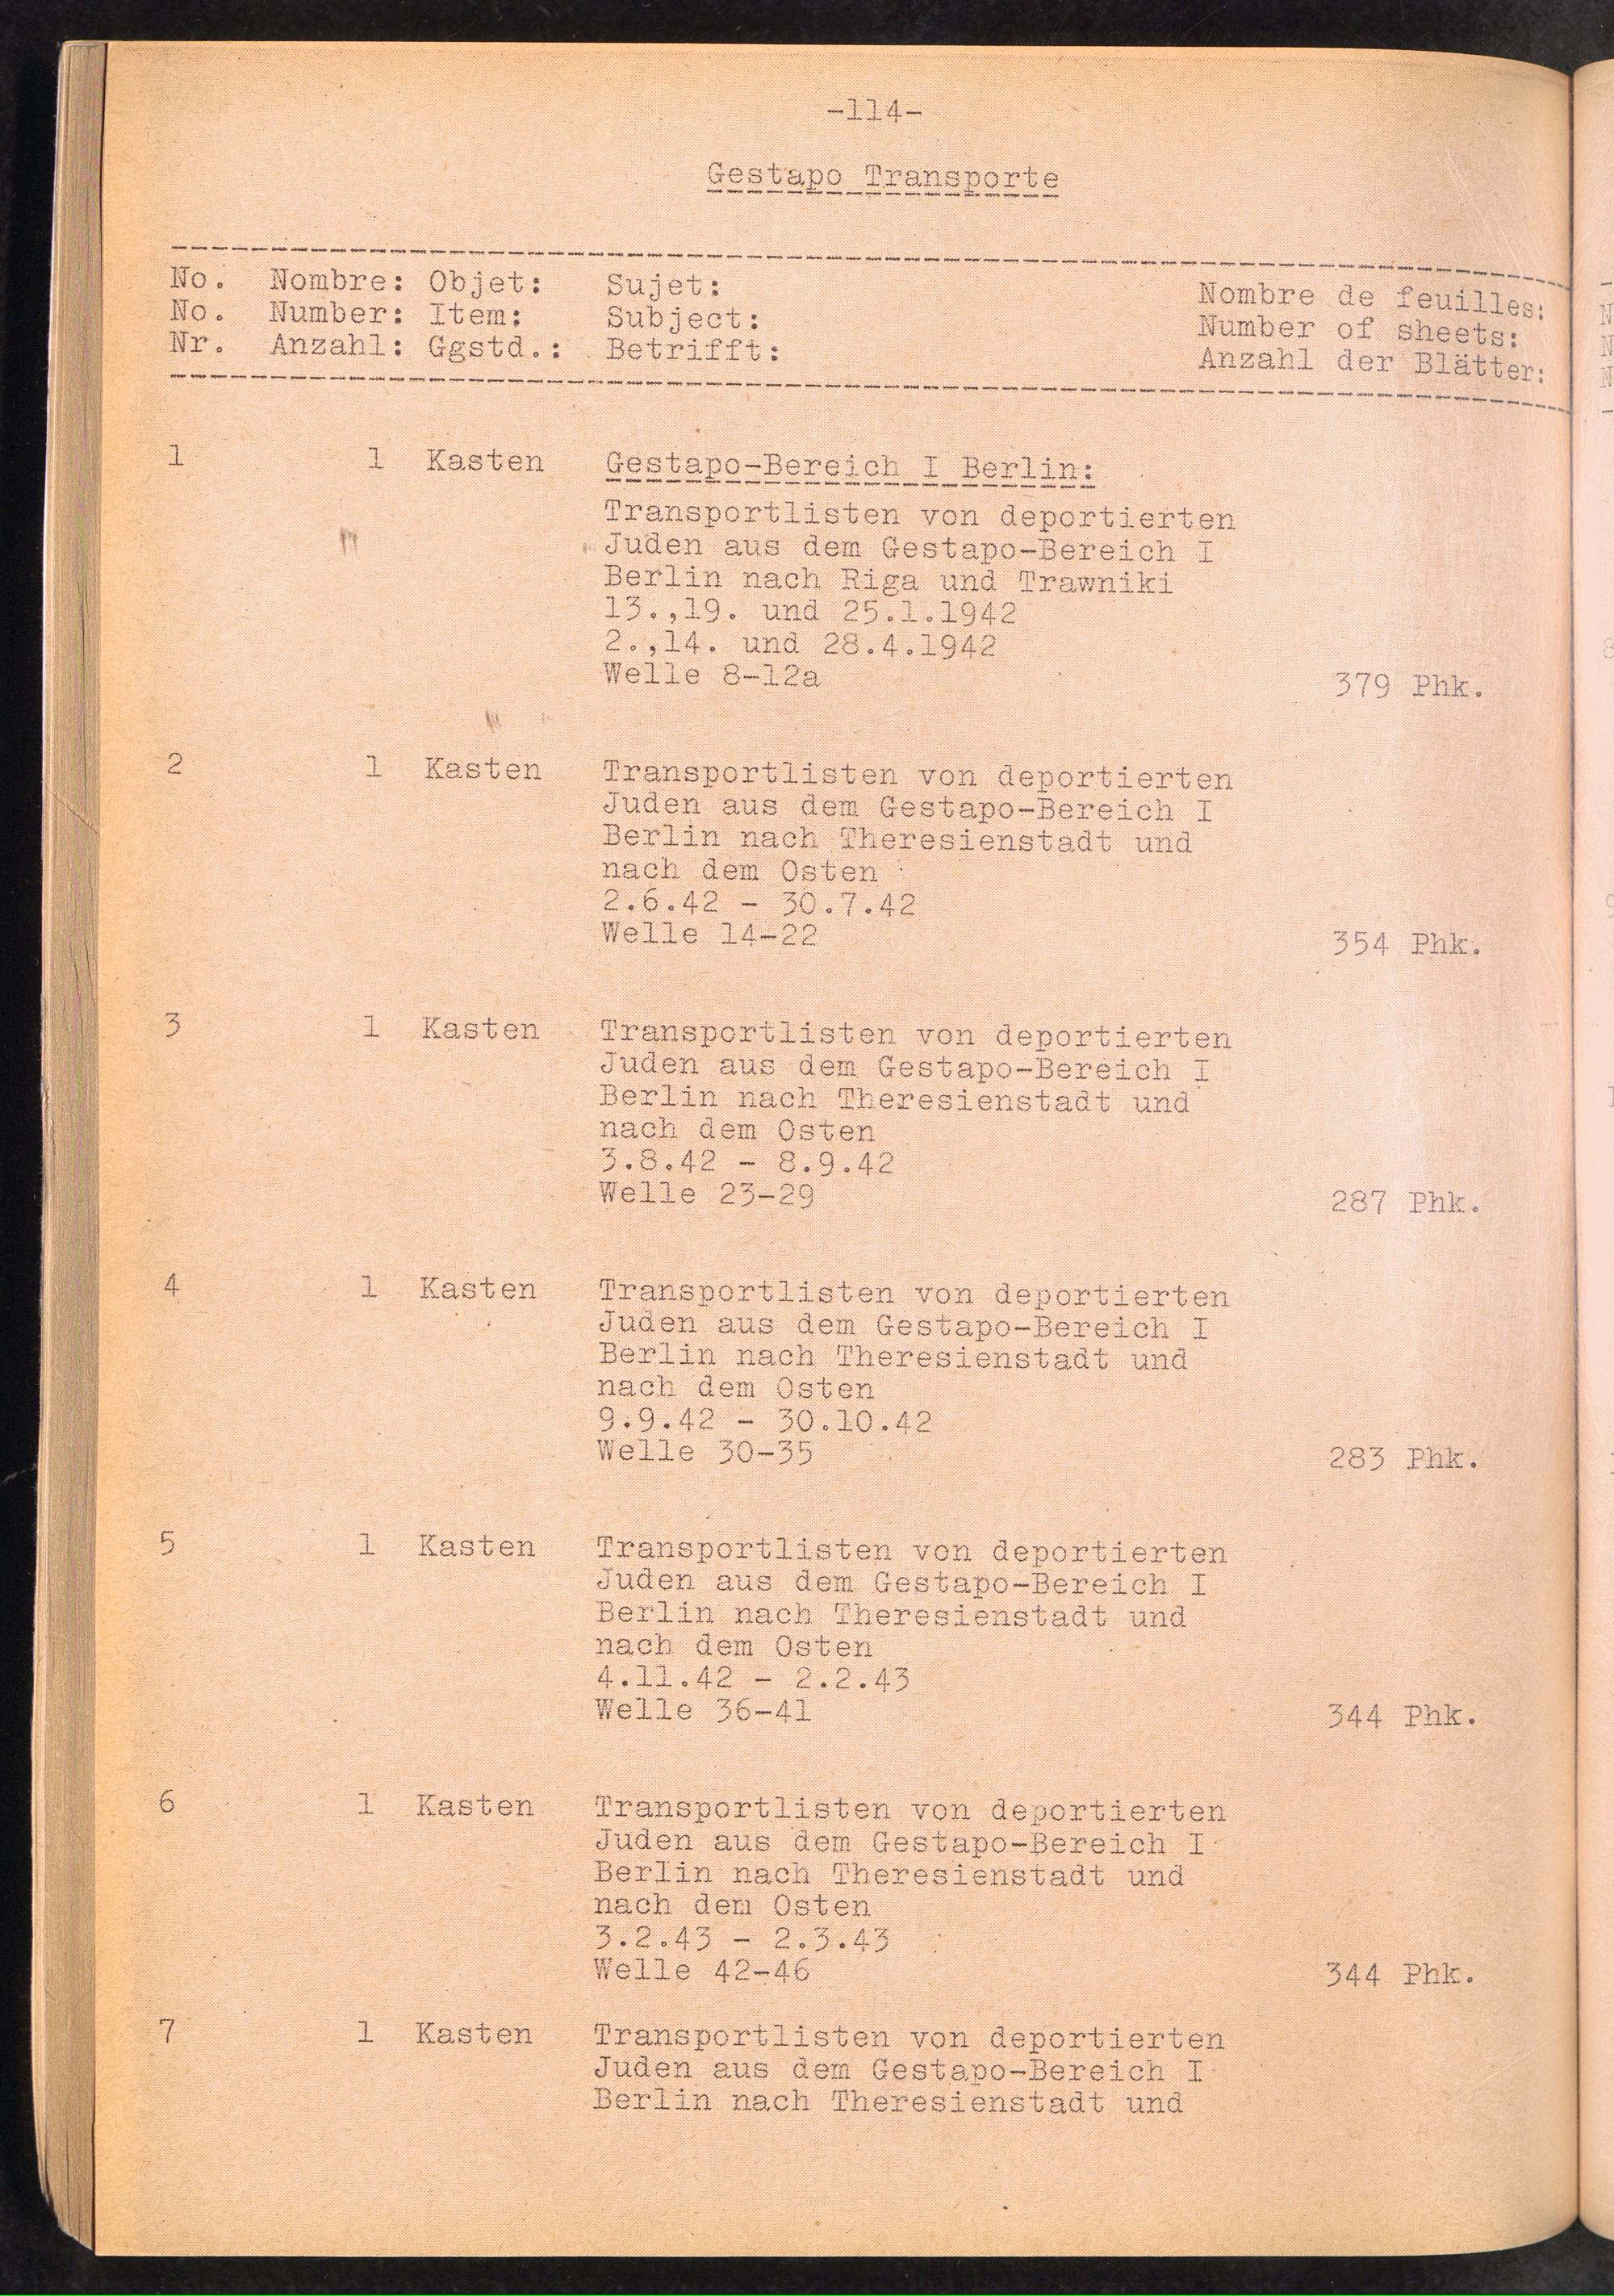 -114-
Gestapo Transporte
No. Nombre: Objet: Sujet: Nombre de feuilles:
No. Number: Item: Subject: Number of sheets:
Nr. Anzahl: Ggstd.: Betrifft: Anzahl der Blätter:
1 1 Kasten Gestapo-Bereich I Berlin:
Transportlisten von deportierten
Juden aus dem Gestapo-Bereich I
Berlin nach Riga und Trawniki
13.,19. und 25.1.1942
2.,14. und 28.4.1942
Welle 8-12a 379 Phk.
2 1 Kasten Transportlisten von deportierten
Juden aus dem Gestapo-Bereich I
Berlin nach Theresienstadt und
nach dem Osten
2.6.42 - 30.7.42
Welle 14-22 354 Phk.
3 1 Kasten Transportlisten von deportierten
Juden aus dem Gestapo-Bereich I
Berlin nach Theresienstadt und
nach dem Osten
3.8.42 - 8.9.42
Welle 23-29 287 Phk.
4 1 Kasten Transportlisten von deportierten
Juden aus dem Gestapo-Bereich I
Berlin nach Theresienstadt und
nach dem Osten
9.9.42 - 30.10.42
Welle 30-35 283 Phk.
5 1 Kasten Transportlisten von deportierten
Juden aus dem Gestapo-Bereich I
Berlin nach Theresienstadt und
nach dem Osten
4.11.42 - 2.2.43
Welle 36-41 344 Phk.
6 1 Kasten Transportlisten von deportierten
Juden aus dem Gestapo-Bereich I
Berlin nach Theresienstadt und
nach dem Osten
3.2.43 - 2.3.43
Welle 42-46 344 Phk.
7 1 Kasten Transportlisten von deportierten
Juden aus dem Gestapo-Bereich I
Berlin nach Theresienstadt und